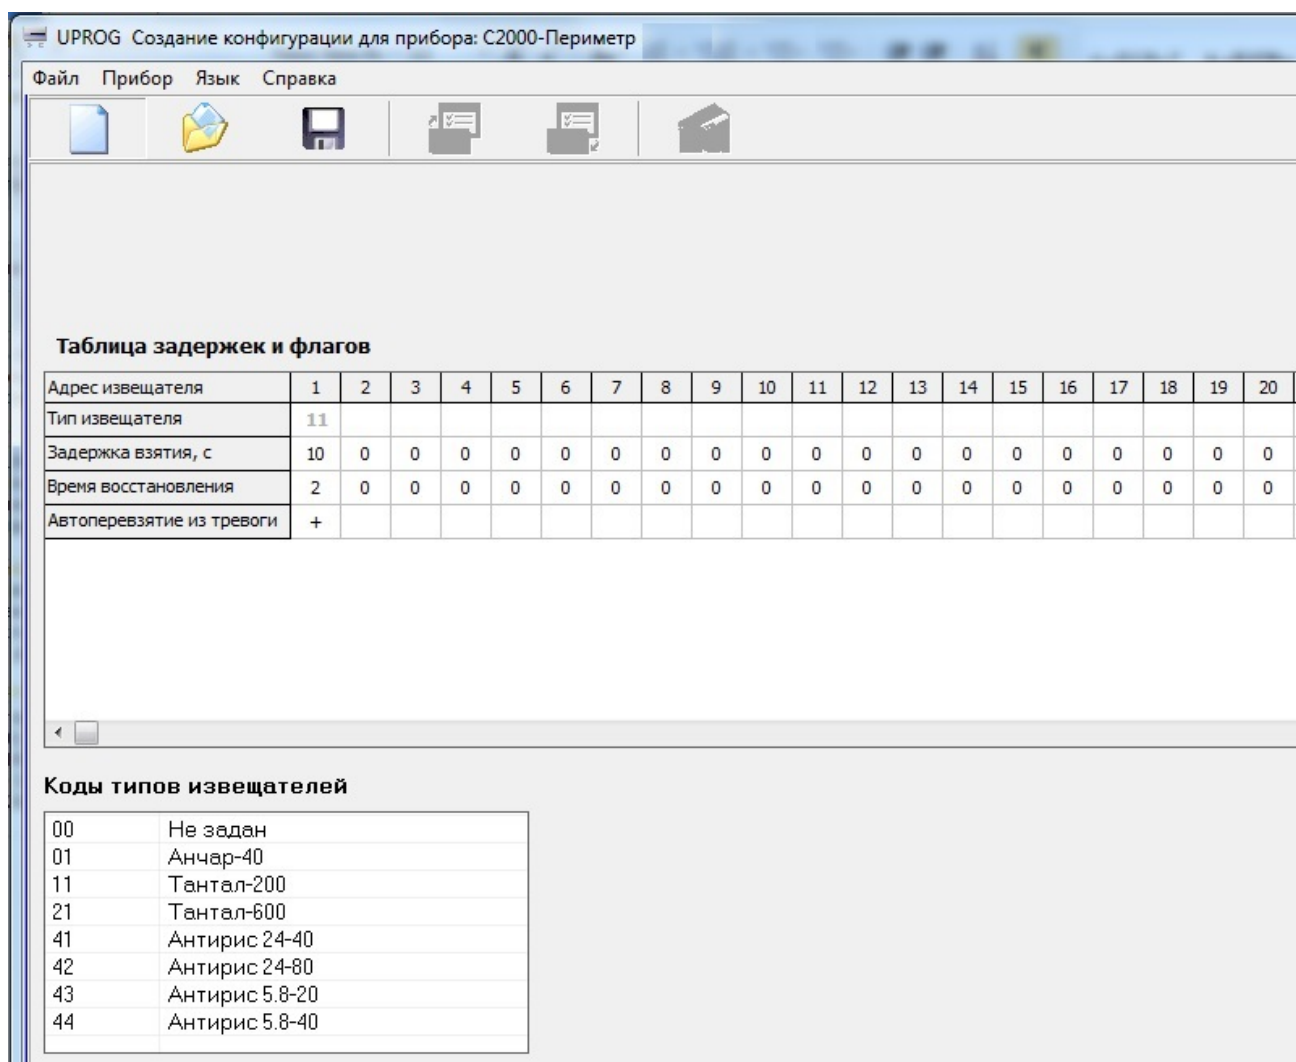 UPROG Создание конфигурации для прибора: С2000-Периметр
Файл Прибор Язык Справка
Таблица задержек и флагов
Адрес извещателя 1 2 3 4 5 6 7 8 9 10 11 12 13 14 15 16 17 18 19 20
Тип извещателя 11
Задержка взятия, с 10 0 0 0 0 0 0 0 0 0 0 0 0 0 0 0 0 0 0 0
Время восстановления 2 0 0 0 0 0 0 0 0 0 0 0 0 0 0 0 0 0 0 0
Автоперевзятие из тревоги +
Коды типов извещателей
00 Не задан
01 Анчар-40
11 Тантал-200
21 Тантал-600
41 Антирис 24-40
42 Антирис 24-80
43 Антирис 5.8-20
44 Антирис 5.8-40